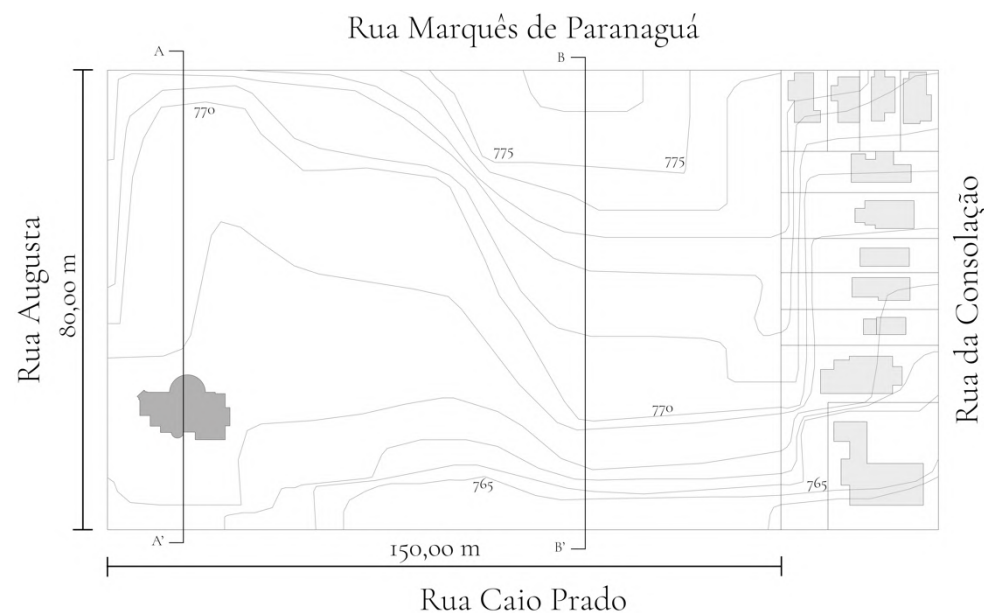 Rua Marquês de Paranaguá
A
B
770
775
775
Rua Augusta
80,00 m
Rua da Consolação
770
765
765
A'
B'
150,00 m
Rua Caio Prado